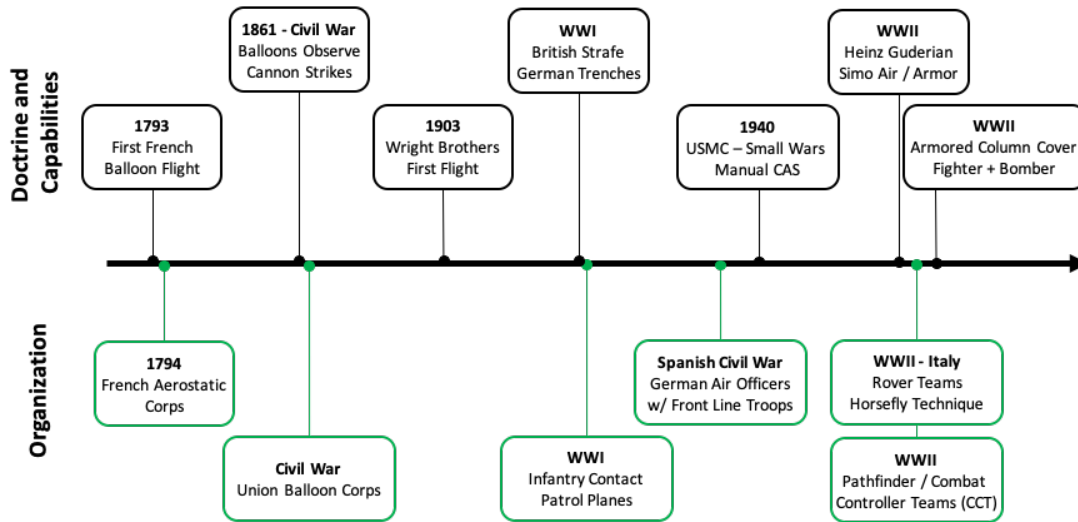 Doctrine and
Capabilities
1861 - Civil War
Balloons Observe
Cannon Strikes
WWI
British Strafe
German Trenches
WWII
Heinz Guderian
Simo Air / Armor
1793
First French
Balloon Flight
1903
Wright Brothers
First Flight
1940
USMC – Small Wars
Manual CAS
WWII
Armored Column Cover
Fighter + Bomber
Organization
1794
French Aerostatic
Corps
Spanish Civil War
German Air Officers
w/ Front Line Troops
WWII - Italy
Rover Teams
Horsefly Technique
Civil War
Union Balloon Corps
WWI
Infantry Contact
Patrol Planes
WWII
Pathfinder / Combat
Controller Teams (CCT)